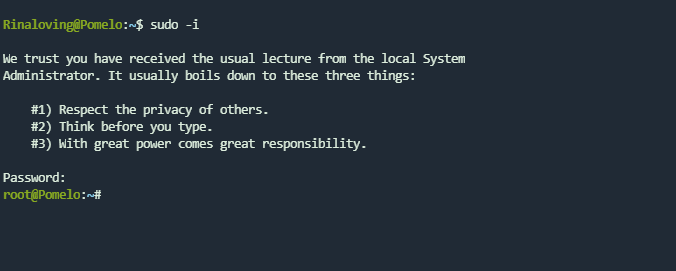 Rinaloving@Pomelo:~$ sudo -i
We trust you have received the usual lecture from the local System
Administrator. It usually boils down to these three things:
#1) Respect the privacy of others.
#2) Think before you type.
#3) With great power comes great responsibility.
Password:
root@Pomelo:~#